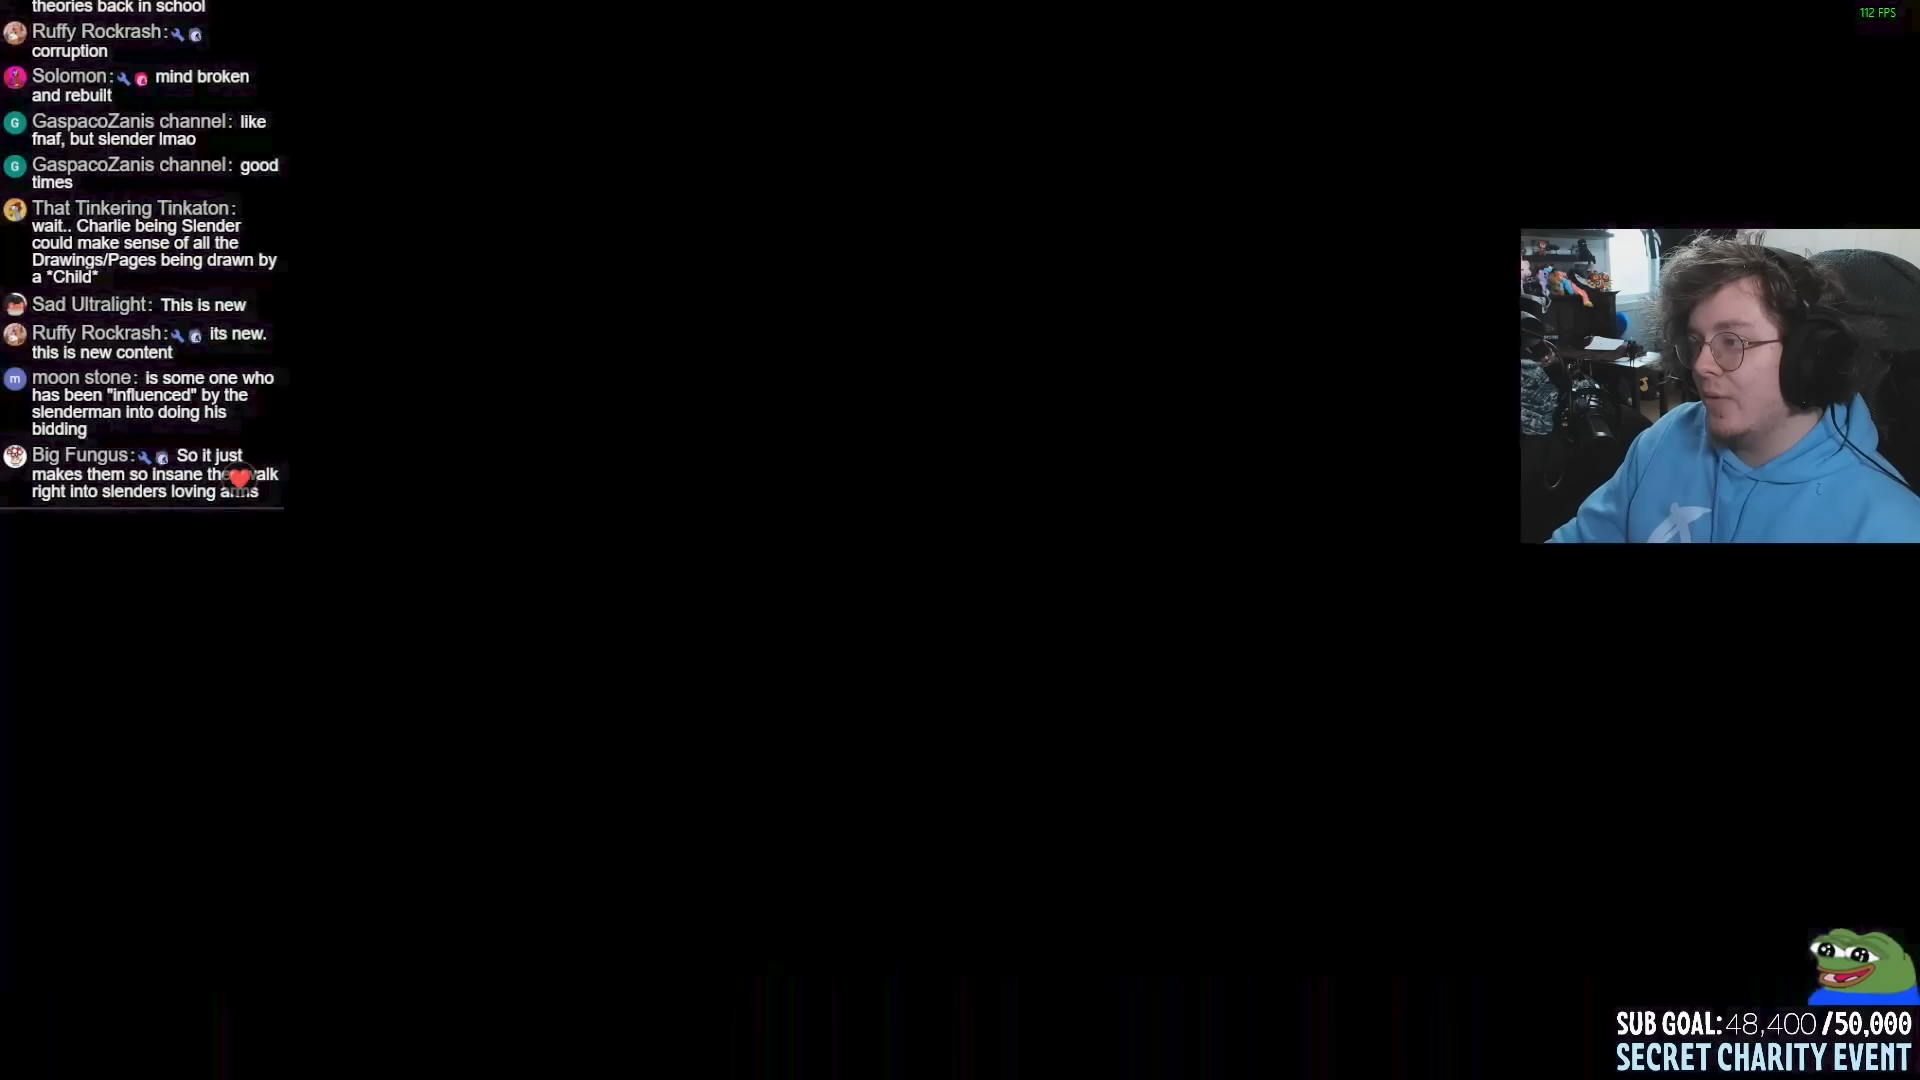 theories back in school
Ruffy Rockrash:
corruption
Solomon: mind broken
and rebuilt
G GaspacoZanis channel: like
fnaf, but slender lmao
G GaspacoZanis channel: good
times
That Tinkering Tinkaton:
wait.. Charlie being Slender
could make sense of all the
Drawings/Pages being drawn by
a *Child*
Sad Ultralight: This is new
Ruffy Rockrash: its new.
this is new content
m moon stone: is some one who
has been "influenced" by the
slenderman into doing his
bidding
Big Fungus: So it just
makes them so insane
right into slenders loving arms
112 FPS
SUB GOAL: 48,400 /50,000
SECRET CHARITY EVENT